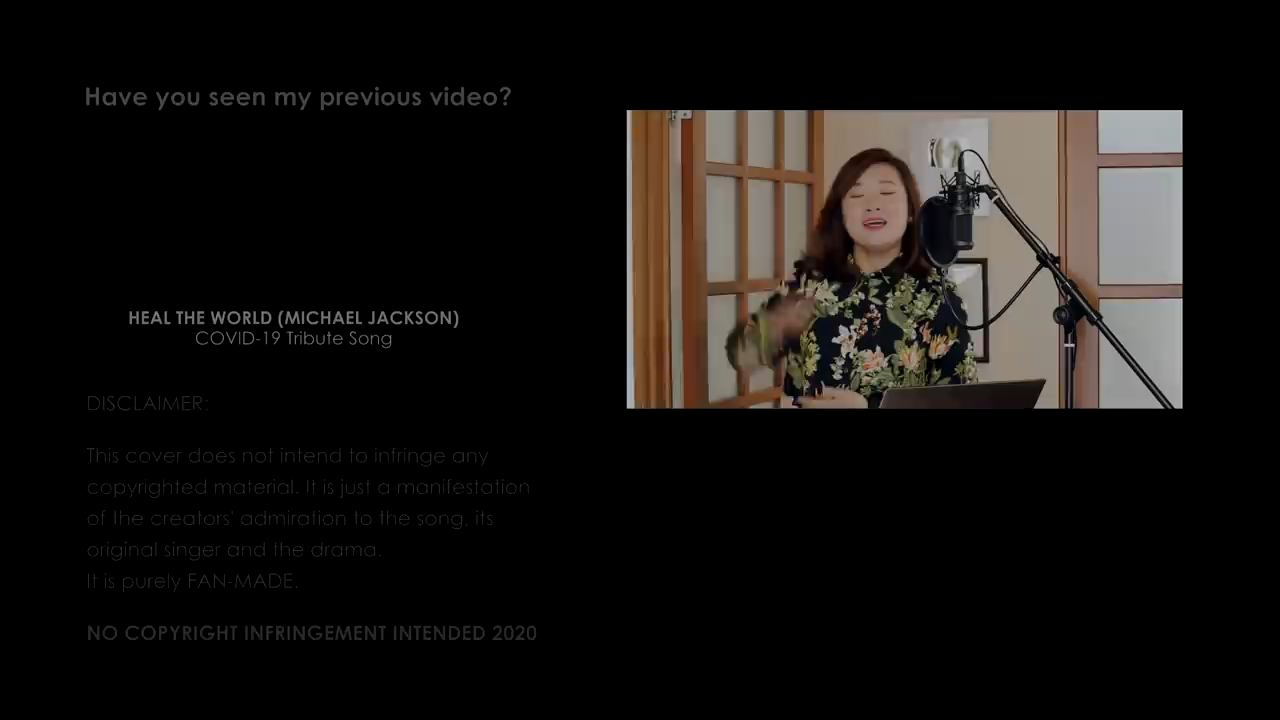 Have you seen my previous video?
HEAL THE WORLD (MICHAEL JACKSON)
COVID-19 Tribute Song
DISCLAIMER:
This cover does not intend to infringe any
copyrighted material. It is just a manifestation
of the creators' admiration to the song, its
original singer and the drama.
It is purely FAN-MADE.
NO COPYRIGHT INFRINGEMENT INTENDED 2020